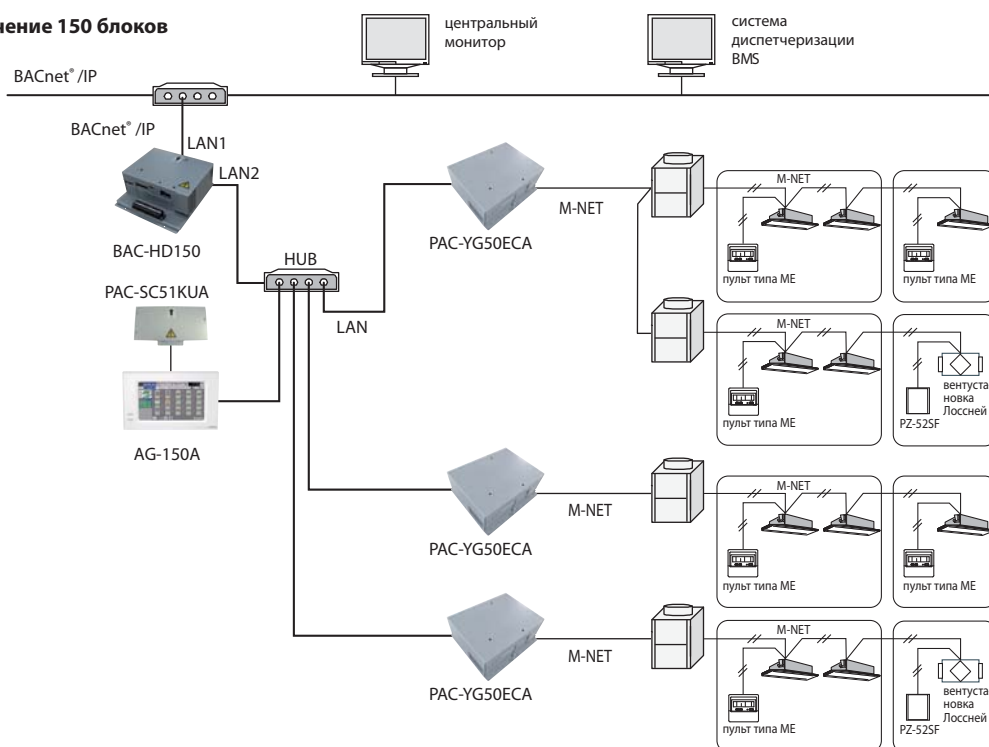 чение 150 блоков
центральный
монитор
система
диспетчеризации
BMS
BACnet® /IP
BACnet® /IP
LAN1
LAN2
BAC-HD150
HUB
PAC-SC51KUA
LAN
AG-150A
PAC-YG50ECA
M-NET
M-NET
пульт типа ME
пульт типа ME
M-NET
пульт типа ME
вентуста
новка
Лоссней
PZ-52SF
PAC-YG50ECA
M-NET
M-NET
пульт типа ME
пульт типа ME
PAC-YG50ECA
M-NET
M-NET
пульт типа ME
вентуста
новка
Лоссней
PZ-52SF